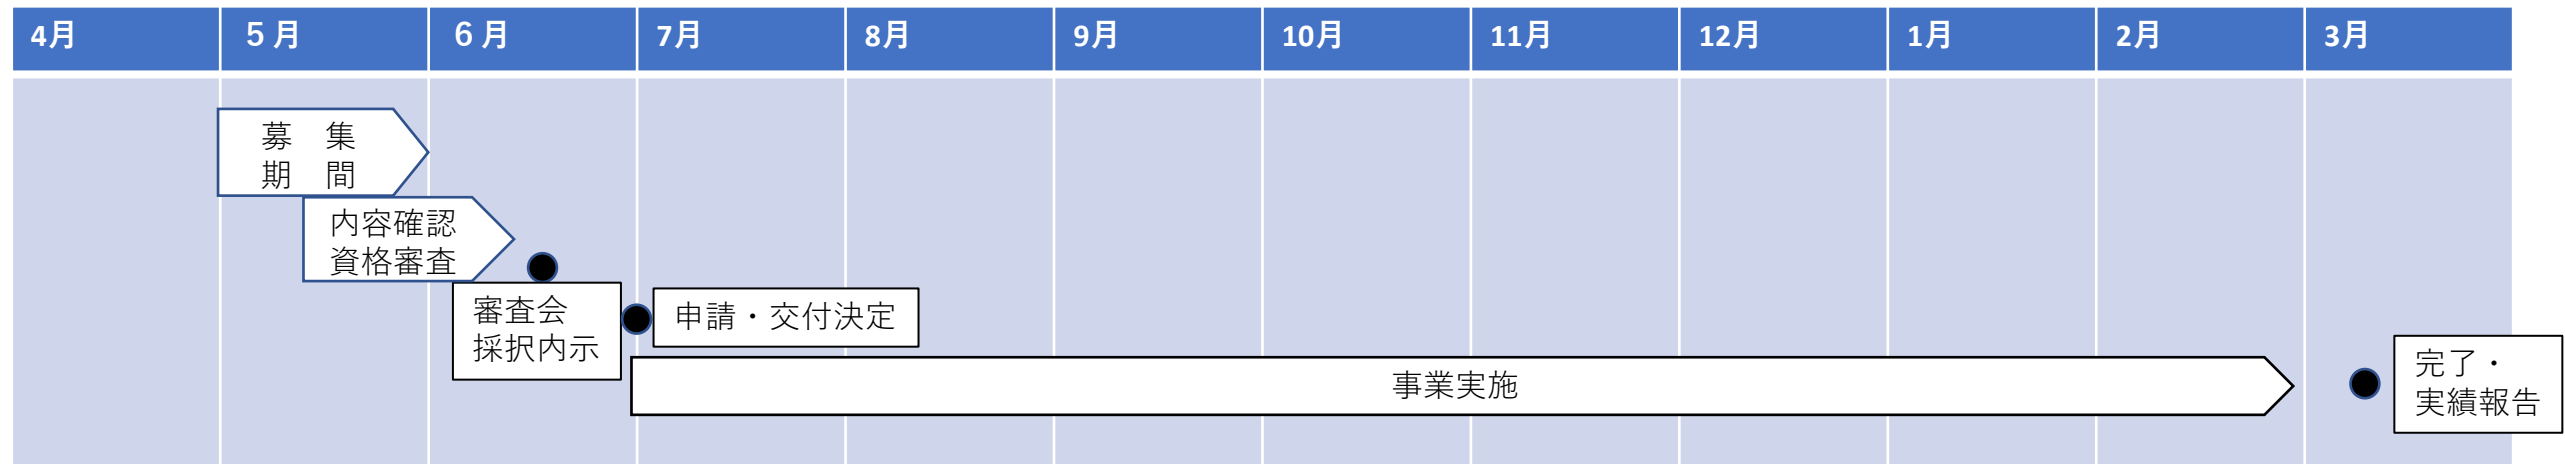 4月
５月
６月
7月
8月
9月
10月
11月
12月
1月
2月
3月
募　集
期　間
内容確認
資格審査
審査会
採択内示
申請・交付決定
事業実施
完了・
実績報告